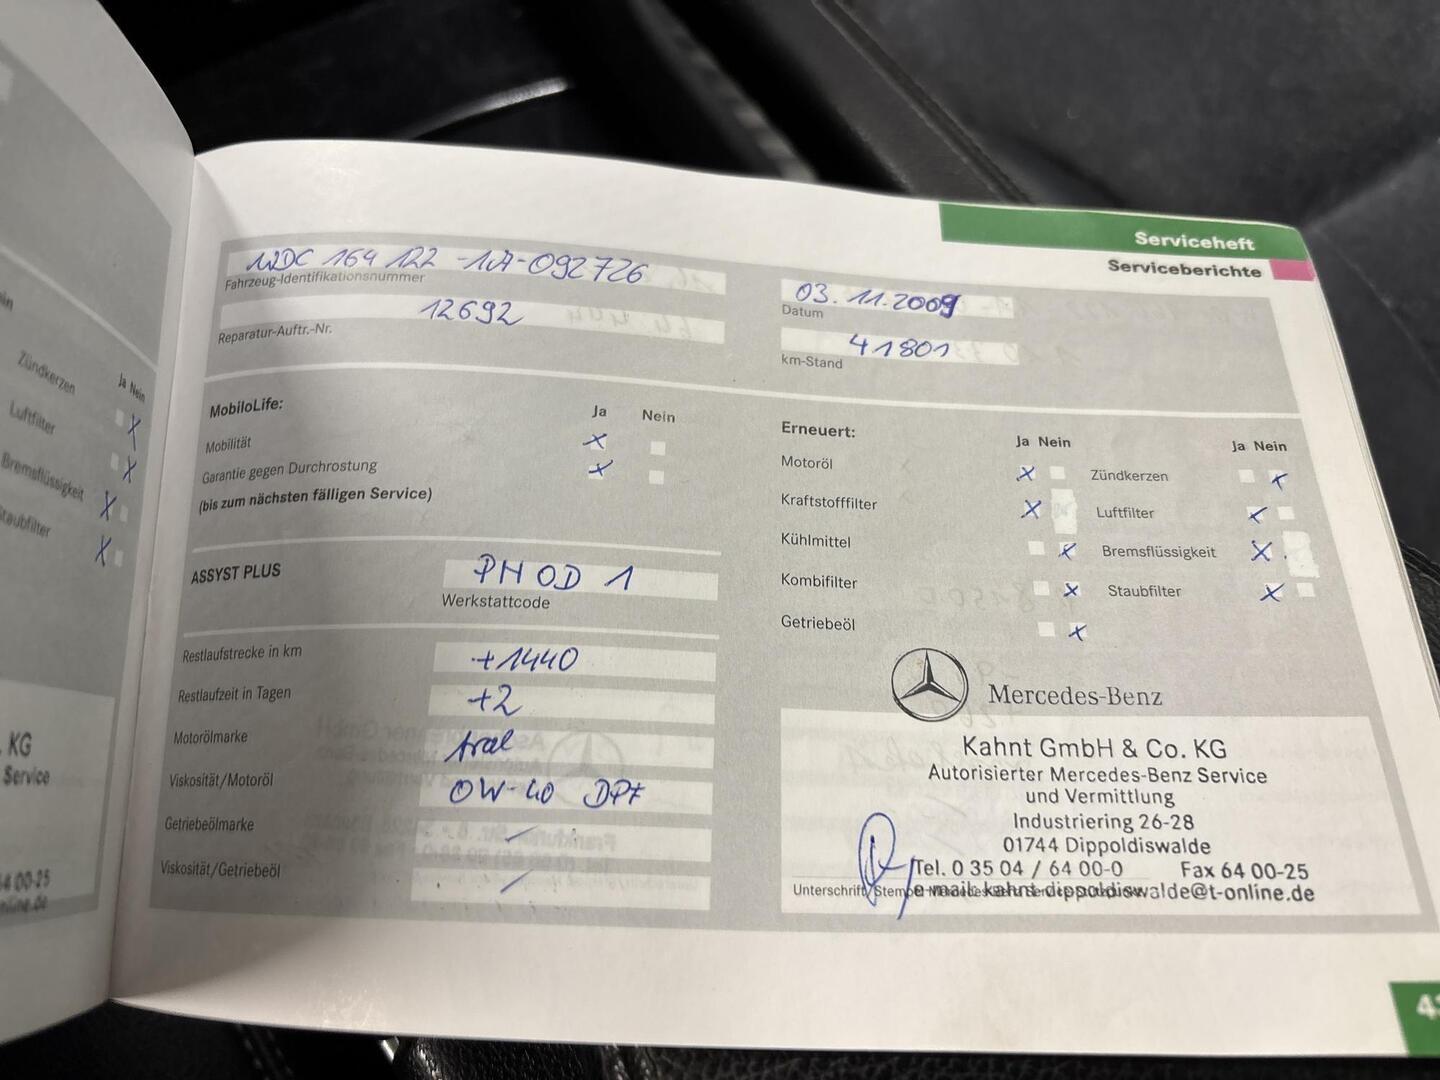 Serviceheft
Serviceberichte
WDC 164 122 -1A-092726
Fahrzeug-Identifikationsnummer
12692
Reparatur-Auftr.-Nr.
03.11.2009
Datum
41801
km-Stand
MobiloLife:
Ja Nein
Mobilität X
Garantie gegen Durchrostung X
(bis zum nächsten fälligen Service)
ASSYST PLUS
PHOD 1
Werkstattcode
Restlaufstrecke in km +1440
Restlaufzeit in Tagen +2
Motorölmarke Aral
Viskosität/Motoröl 0W-40 DPF
Getriebeölmarke /
Viskosität/Getriebeöl /
Erneuert:
Ja Nein Ja Nein
Motoröl X Zündkerzen X
Kraftstofffilter X Luftfilter X
Kühlmittel X Bremsflüssigkeit X
Kombifilter X Staubfilter X
Getriebeöl X
Mercedes-Benz
Kahnt GmbH & Co. KG
Autorisierter Mercedes-Benz Service
und Vermittlung
Industriering 26-28
01744 Dippoldiswalde
Tel. 0 35 04 / 64 00-0 Fax 64 00-25
e-mail: kahnt-dippoldiswalde@t-online.de
Unterschrift/
Ja Nein
Zündkerzen X
Luftfilter X
Bremsflüssigkeit X
Staubfilter X
KG
Service